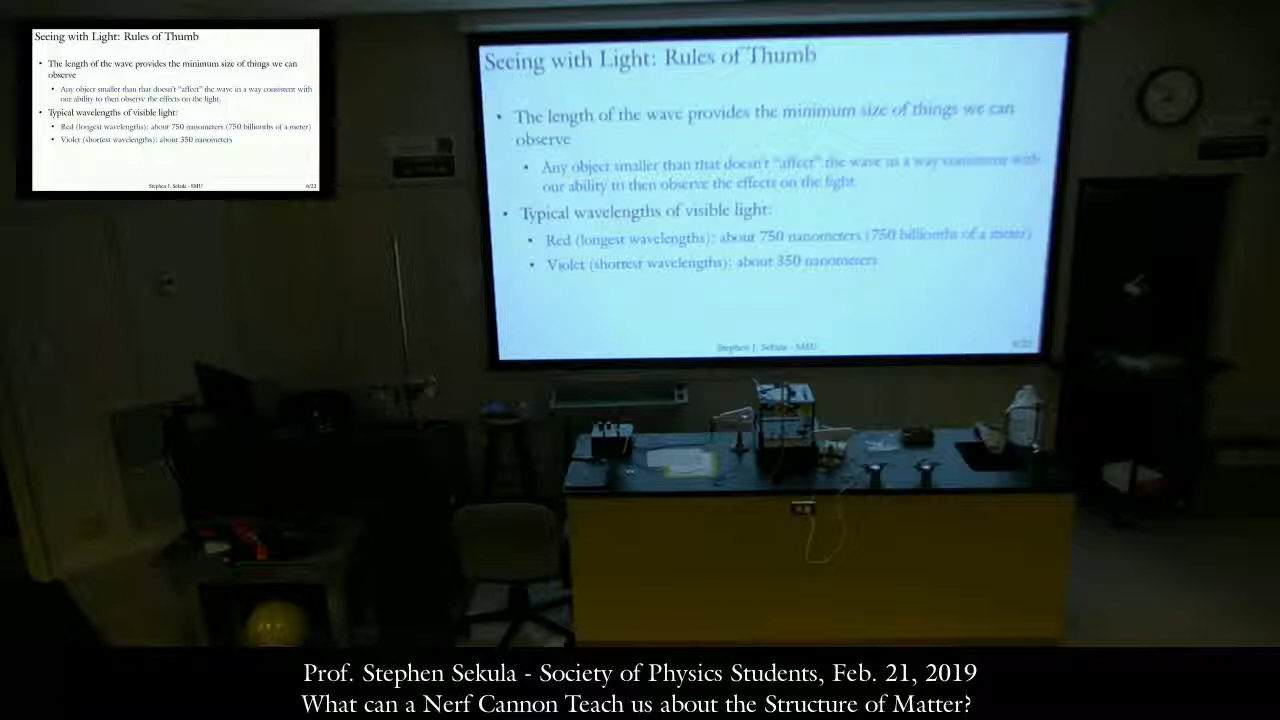 Seeing with Light: Rules of Thumb
• The length of the wave provides the minimum size of things we can
observe
• Any object smaller than that doesn't "affect" the wave in a way consistent with
our ability to then observe the effects on the light.
• Typical wavelengths of visible light:
• Red (longest wavelengths): about 750 nanometers (750 billionths of a meter)
• Violet (shortest wavelengths): about 350 nanometers
Stephen J. Sekula - SMU
6/22
Seeing with Light: Rules of Thumb
• The length of the wave provides the minimum size of things we can
observe
• Any object smaller than that doesn't "affect" the wave in a way consistent with
our ability to then observe the effects on the light.
• Typical wavelengths of visible light:
• Red (longest wavelengths): about 750 nanometers (750 billionths of a meter)
• Violet (shortest wavelengths): about 350 nanometers
Stephen J. Sekula - SMU
6/22
Prof. Stephen Sekula - Society of Physics Students, Feb. 21, 2019
What can a Nerf Cannon Teach us about the Structure of Matter?